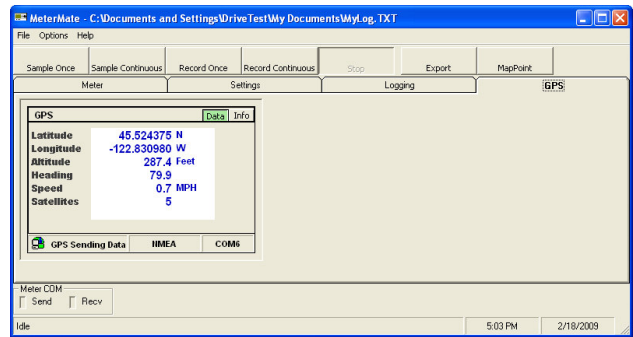 MeterMate - C:\Documents and Settings\DriveTest\My Documents\MyLog.TXT
File Options Help
Sample Once Sample Continuous Record Once Record Continuous Stop Export MapPoint
Meter Settings Logging GPS
GPS Data Info
Latitude 45.524375 N
Longitude -122.830980 W
Altitude 287.4 Feet
Heading 79.9
Speed 0.7 MPH
Satellites 5
GPS Sending Data NMEA COM6
Meter COM
Send Recv
Idle 5:03 PM 2/18/2009